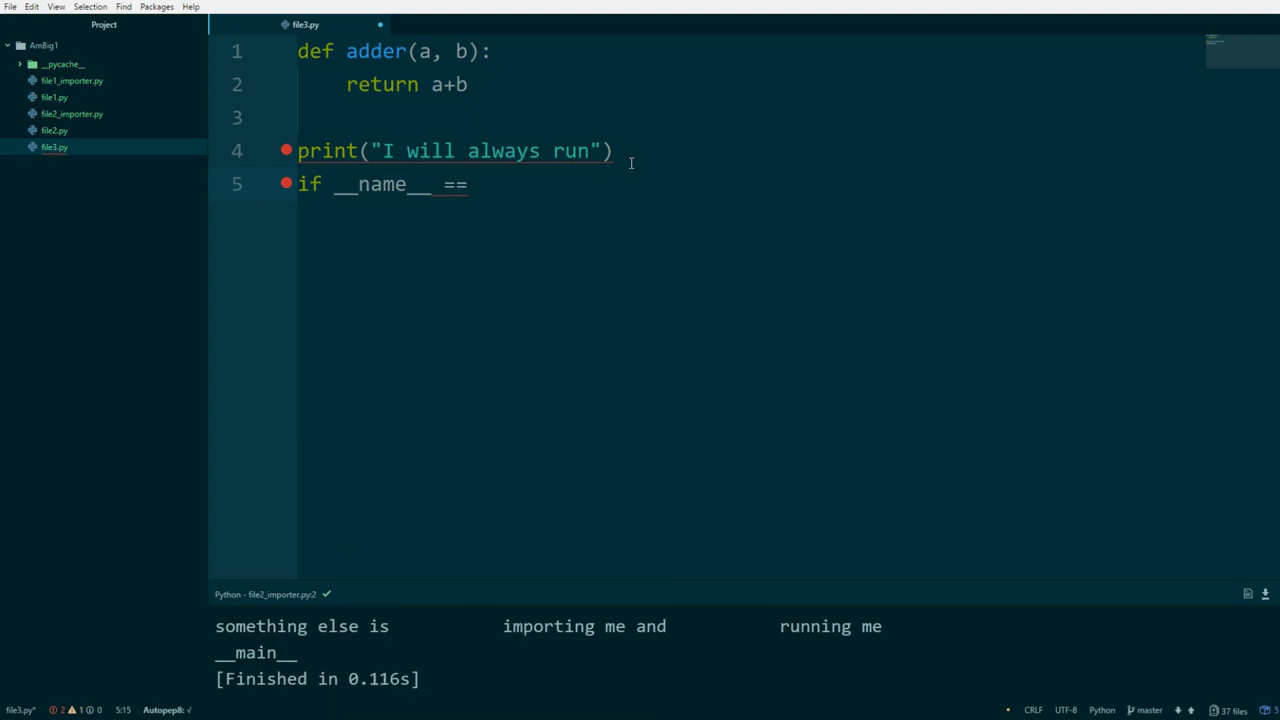 File Edit View Selection Find Packages Help
Project
file3.py
AmBig1
__pycache__
file1_importer.py
file1.py
file2_importer.py
file2.py
file3.py
1 def adder(a, b):
2 return a+b
3
4 print("I will always run")
5 if __name__ ==
Python - file2_importer.py:2
something else is importing me and running me
__main__
[Finished in 0.116s]
file3.py* 2 1 0 5:15 Autopep8: √ CRLF UTF-8 Python master 37 files 5